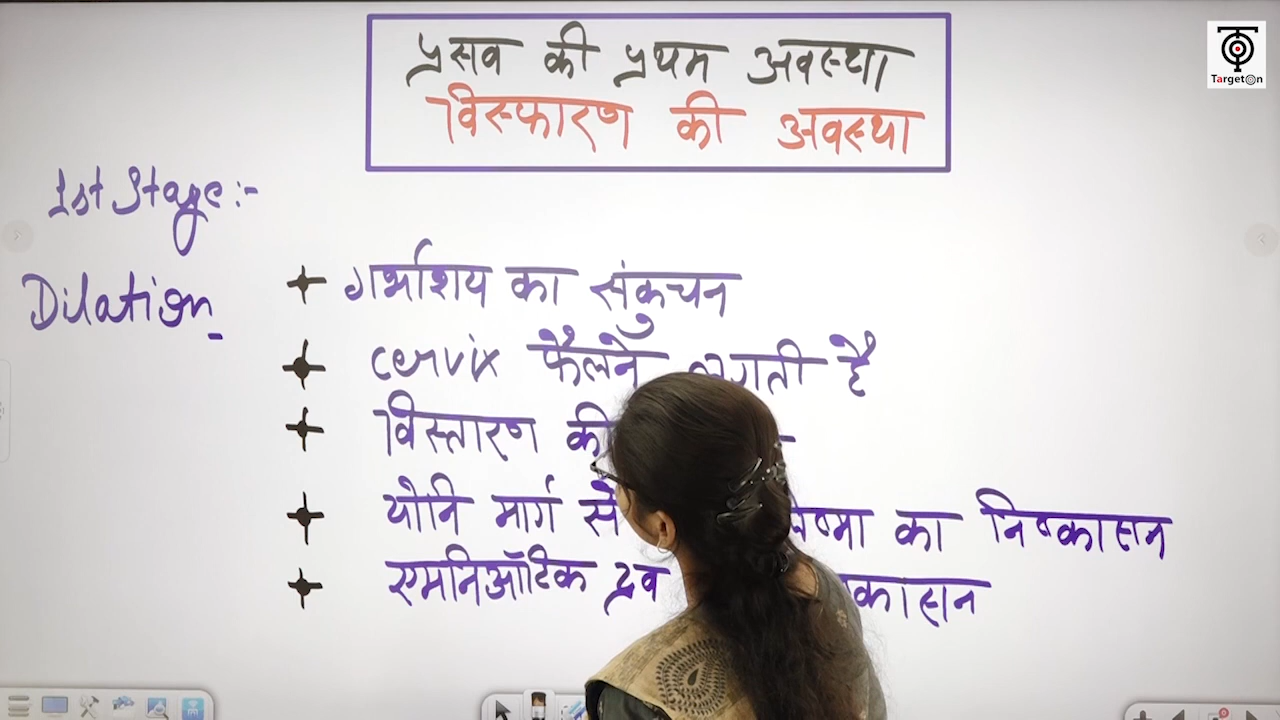 प्रसव की प्रथम अवस्था
विस्फारण की अवस्था
TargetOn
1st Stage:-
Dilation
गर्भाशय का संकुचन
cervix फैलने लगती है
विस्तारण की
योनि मार्ग से का निष्कासन
एमनिऑटिक द्रव